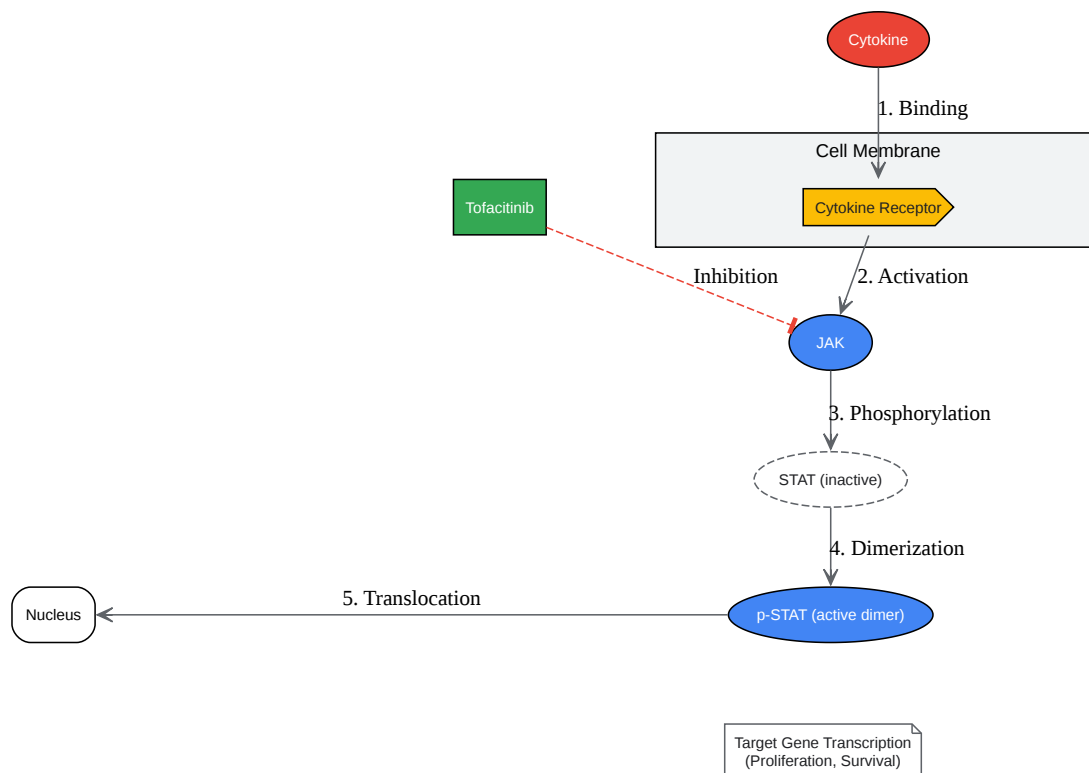 Cytokine
1. Binding
Cell Membrane
Tofacitinib
Cytokine Receptor
Inhibition
2. Activation
JAK
3. Phosphorylation
STAT (inactive)
4. Dimerization
5. Translocation
Nucleus
p-STAT (active dimer)
Target Gene Transcription
(Proliferation, Survival)